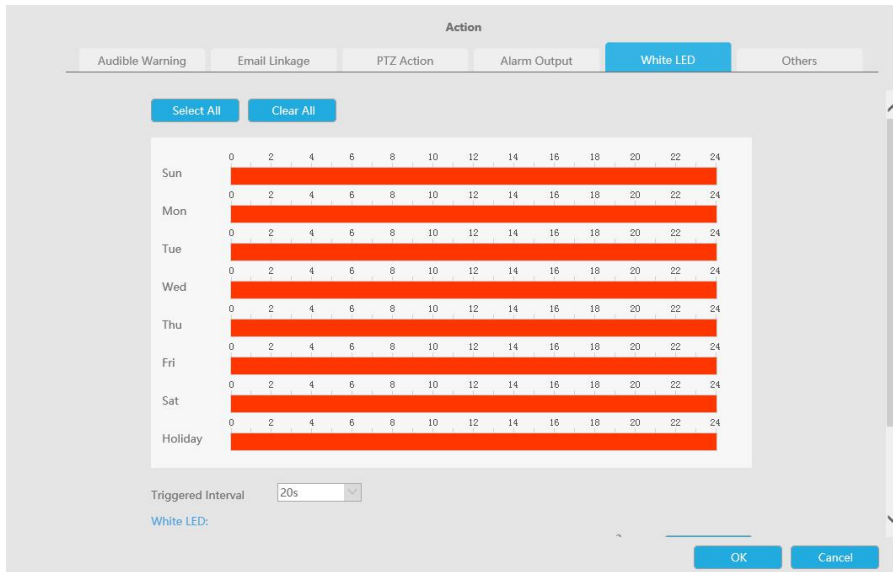 Action
Audible Warning Email Linkage PTZ Action Alarm Output White LED Others
Select All Clear All
0 2 4 6 8 10 12 14 16 18 20 22 24
Sun
0 2 4 6 8 10 12 14 16 18 20 22 24
Mon
0 2 4 6 8 10 12 14 16 18 20 22 24
Tue
0 2 4 6 8 10 12 14 16 18 20 22 24
Wed
0 2 4 6 8 10 12 14 16 18 20 22 24
Thu
0 2 4 6 8 10 12 14 16 18 20 22 24
Fri
0 2 4 6 8 10 12 14 16 18 20 22 24
Sat
0 2 4 6 8 10 12 14 16 18 20 22 24
Holiday
Triggered Interval 20s
White LED:
OK Cancel